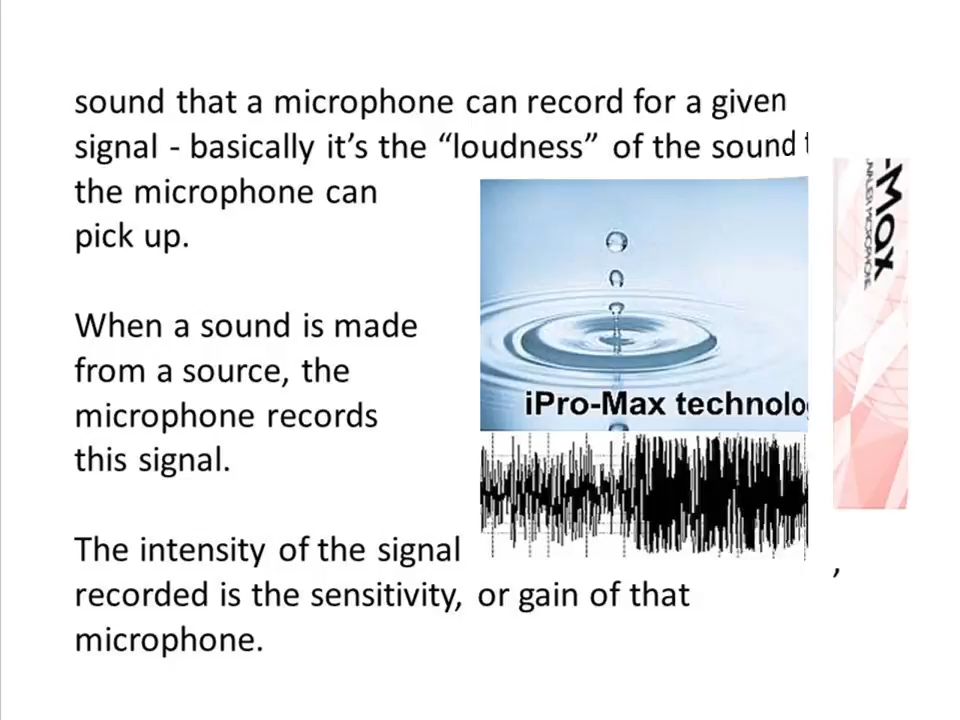 sound that a microphone can record for a given
signal - basically it's the “loudness” of the sound
the microphone can
pick up.
When a sound is made
from a source, the
microphone records
this signal.
The intensity of the signal
recorded is the sensitivity, or gain of that
microphone.
iPro-Max
-Max
MICROPHONE
,